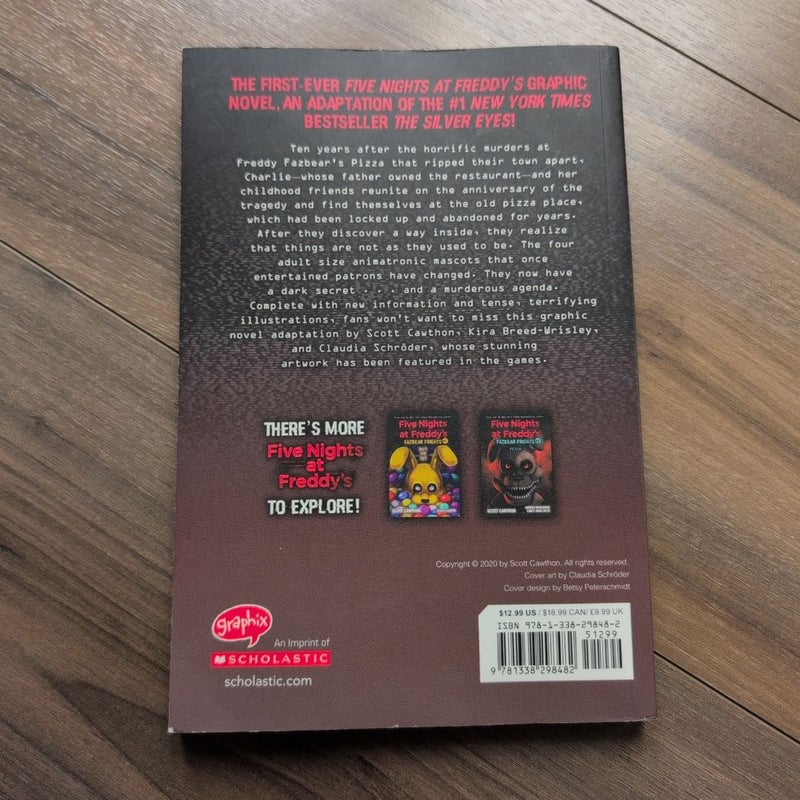 THE FIRST-EVER FIVE NIGHTS AT FREDDY'S GRAPHIC
NOVEL, AN ADAPTATION OF THE #1 NEW YORK TIMES
BESTSELLER THE SILVER EYES!
Ten years after the horrific murders at
Freddy Fazbear's Pizza that ripped their town apart,
Charlie—whose father owned the restaurant—and her
childhood friends reunite on the anniversary of the
tragedy and find themselves at the old pizza place,
which had been locked up and abandoned for years.
After they discover a way inside, they realize
that things are not as they used to be. The four
adult size animatronic mascots that once
entertained patrons have changed. They now have
a dark secret . . . and a murderous agenda.
Complete with new information and tense, terrifying
illustrations, fans won't want to miss this graphic
novel adaptation by Scott Cawthon, Kira Breed-Wrisley,
and Claudia Schröder, whose stunning
artwork has been featured in the games.
THERE'S MORE
Five Nights
at
Freddy's
TO EXPLORE!
Five Nights
at Freddy's
FAZBEAR FRIGHTS
SCOTT CAWTHON
Five Nights
at Freddy's
FAZBEAR FRIGHTS
FETCH
SCOTT CAWTHON
Copyright © 2020 by Scott Cawthon. All rights reserved.
Cover art by Claudia Schröder
Cover design by Betsy Peterschmidt
graphix
An Imprint of
SCHOLASTIC
scholastic.com
$12.99 US / $16.99 CAN/ £9.99 UK
ISBN 978-1-338-29848-2
51299
9 781338 298482